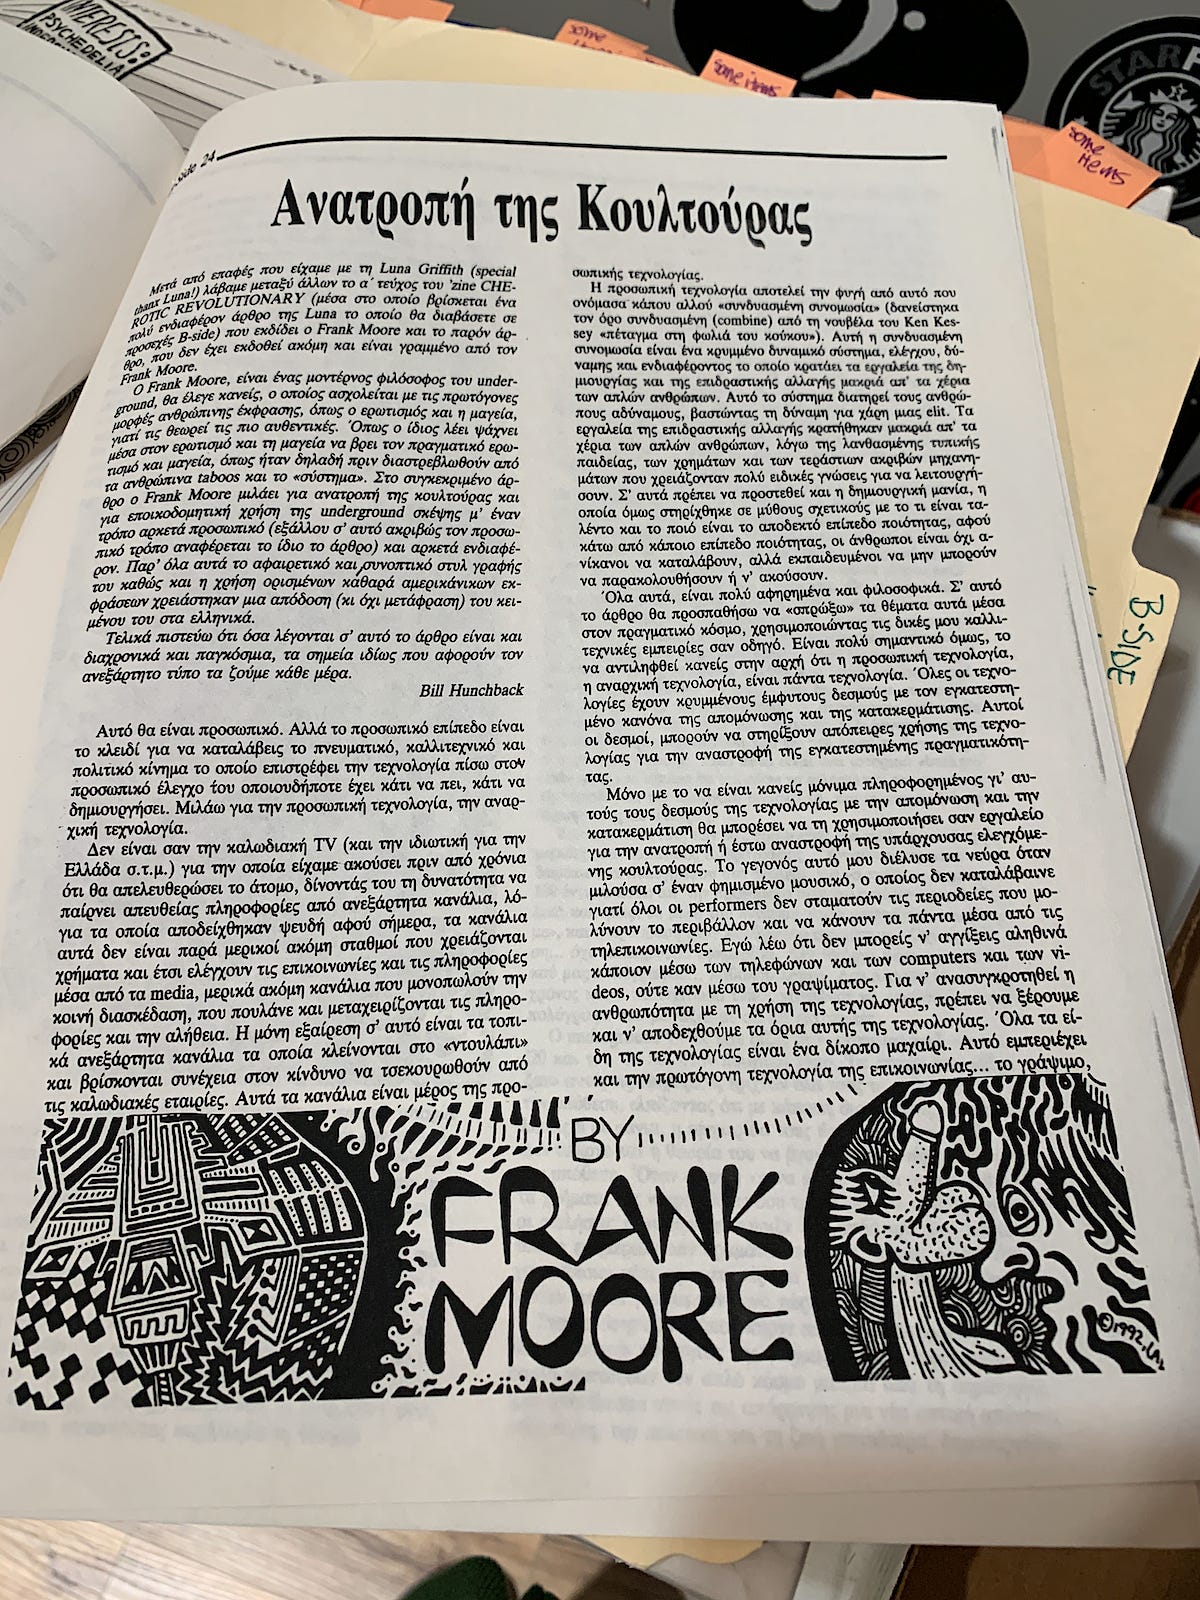 INTERESTS:
PSYCHEDELIA
some
some items
some
items
STARF
B-SIDE
side 24
Ανατροπή της Κουλτούρας
Μετά από επαφές που είχαμε με τη Luna Griffith (special
thanx Luna!) λάβαμε μεταξύ άλλων το α΄ τεύχος του 'zine CHE-
ROTIC REVOLUTIONARY (μέσα στο οποίο βρίσκεται ένα
πολύ ενδιαφέρον άρθρο της Luna το οποίο θα διαβάσετε σε
προσεχές B-side) που εκδίδει ο Frank Moore και το παρόν άρ-
θρο, που δεν έχει εκδοθεί ακόμη και είναι γραμμένο από τον
Frank Moore.
Ο Frank Moore, είναι ένας μοντέρνος φιλόσοφος του under-
ground, θα έλεγε κανείς, ο οποίος ασχολείται με τις πρωτόγονες
μορφές ανθρώπινης έκφρασης, όπως ο ερωτισμός και η μαγεία,
γιατί τις θεωρεί τις πιο αυθεντικές. Όπως ο ίδιος λέει ψάχνει
μέσα στον ερωτισμό και τη μαγεία να βρει τον πραγματικό ερω-
τισμό και μαγεία, όπως ήταν δηλαδή πριν διαστρεβλωθούν από
τα ανθρώπινα taboos και το «σύστημα». Στο συγκεκριμένο άρ-
θρο ο Frank Moore μιλάει για ανατροπή της κουλτούρας και
για εποικοδομητική χρήση της underground σκέψης μ' έναν
τρόπο αρκετά προσωπικό (εξάλλου σ' αυτό ακριβώς τον προσω-
πικό τρόπο αναφέρεται το ίδιο το άρθρο) και αρκετά ενδιαφέ-
ρον. Παρ' όλα αυτά το αφαιρετικό και συνοπτικό στυλ γραφής
του καθώς και η χρήση ορισμένων κάθαρά αμερικάνικων εκ-
φράσεων χρειάστηκαν μια απόδοση (κι όχι μετάφραση) του κει-
μένου του στα ελληνικά.
Τελικά πιστεύω ότι όσα λέγονται σ' αυτό το άρθρο είναι και
διαχρονικά και παγκόσμια, τα σημεία ιδίως που αφορούν τον
ανεξάρτητο τύπο τα ζούμε κάθε μέρα.
Bill Hunchback
Αυτό θα είναι προσωπικό. Αλλά το προσωπικό επίπεδο είναι
το κλειδί για να καταλάβεις το πνευματικό, καλλιτεχνικό και
πολιτικό κίνημα το οποίο επιστρέφει την τεχνολογία πίσω στον
προσωπικό έλεγχο του οποιουδήποτε έχει κάτι να πει, κάτι να
δημιουργήσει. Μιλάω για την προσωπική τεχνολογία, την αναρ-
χική τεχνολογία.
Δεν είναι σαν την καλωδιακή TV (και την ιδιωτική για την
Ελλάδα σ.τ.μ.) για την οποία είχαμε ακούσει πριν από χρόνια
ότι θα απελευθερώσει το άτομο, δίνοντάς του τη δυνατότητα να
παίρνει απευθείας πληροφορίες από ανεξάρτητα κανάλια, λό-
για τα οποία αποδείχθηκαν ψευδή αφού σήμερα, τα κανάλια
αυτά δεν είναι παρά μερικοί ακόμη σταθμοί που χρειάζονται
χρήματα και έτσι ελέγχουν τις επικοινωνίες και τις πληροφορίες
μέσα από τα media, μερικά ακόμη κανάλια που μονοπωλούν την
κοινή διασκέδαση, που πουλάνε και μεταχειρίζονται τις πληρο-
φορίες και την αλήθεια. Η μόνη εξαίρεση σ' αυτό είναι τα τοπι-
κά ανεξάρτητα κανάλια τα οποία κλείνονται στο «ντουλάπι»
και βρίσκονται συνέχεια στον κίνδυνο να τσεκουρωθούν από
τις καλωδιακές εταιρίες. Αυτά τα κανάλια είναι μέρος της προ-
σωπικής τεχνολογίας.
Η προσωπική τεχνολογία αποτελεί την φυγή από αυτό που
ονόμασα κάπου αλλού «συνδυασμένη συνομωσία» (δανείστηκα
τον όρο συνδυασμένη (combine) από τη νουβέλα του Ken Kes-
sey «πέταγμα στη φωλιά του κούκου»). Αυτή η συνδυασμένη
συνομωσία είναι ένα κρυμμένο δυναμικό σύστημα, ελέγχου, δύ-
ναμης και ενδιαφέροντος το οποίο κρατάει τα εργαλεία της δη-
μιουργίας και της επιδραστικής αλλαγής μακριά απ' τα χέρια
των απλών ανθρώπων. Αυτό το σύστημα διατηρεί τους ανθρώ-
πους αδύναμους, βαστώντας τη δύναμη για χάρη μιας elit. Τα
εργαλεία της επιδραστικής αλλαγής κρατήθηκαν μακριά απ' τα
χέρια των απλών ανθρώπων, λόγω της λανθασμένης τυπικής
παιδείας, των χρημάτων και των τεράστιων ακριβών μηχανη-
μάτων που χρειάζονταν πολύ ειδικές γνώσεις για να λειτουργή-
σουν. Σ' αυτά πρέπει να προστεθεί και η δημιουργική μανία, η
οποία όμως στηρίχθηκε σε μύθους σχετικούς με το τι είναι τα-
λέντο και το ποιό είναι το αποδεκτό επίπεδο ποιότητας, αφού
κάτω από κάποιο επίπεδο ποιότητας, οι άνθρωποι είναι όχι α-
νίκανοι να καταλάβουν, αλλά εκπαιδευμένοι να μην μπορούν
να παρακολουθήσουν ή ν' ακούσουν.
Όλα αυτά, είναι πολύ αφηρημένα και φιλοσοφικά. Σ' αυτό
το άρθρο θα προσπαθήσω να «σπρώξω» τα θέματα αυτά μέσα
στον πραγματικό κόσμο, χρησιμοποιώντας τις δικές μου καλλι-
τεχνικές εμπειρίες σαν οδηγό. Είναι πολύ σημαντικό όμως, το
να αντιληφθεί κανείς στην αρχή ότι η προσωπική τεχνολογία,
η αναρχική τεχνολογία, είναι πάντα τεχνολογία. Όλες οι τεχνο-
λογίες έχουν κρυμμένους έμφυτους δεσμούς με τον εγκατεστη-
μένο κανόνα της απομόνωσης και της κατακερμάτισης. Αυτοί
οι δεσμοί, μπορούν να στηρίξουν απόπειρες χρήσης της τεχνο-
λογίας για την αναστροφή της εγκατεστημένης πραγματικότη-
τας.
Μόνο με το να είναι κανείς μόνιμα πληροφορημένος γι' αυ-
τούς τους δεσμούς της τεχνολογίας με την απομόνωση και την
κατακερμάτιση θα μπορέσει να τη χρησιμοποιήσει σαν εργαλείο
για την ανατροπή ή έστω αναστροφή της υπάρχουσας ελεγχόμε-
νης κουλτούρας. Το γεγονός αυτό μου διέλυσε τα νεύρα όταν
μιλούσα σ' έναν φημισμένο μουσικό, ο οποίος δεν καταλάβαινε
γιατί όλοι οι performers δεν σταματούν τις περιοδείες που μο-
λύνουν το περιβάλλον και να κάνουν τα πάντα μέσα από τις
τηλεπικοινωνίες. Εγώ λέω ότι δεν μπορείς ν' αγγίξεις αληθινά
κάποιον μέσω των τηλεφώνων και των computers και των vi-
deos, ούτε καν μέσω του γραψίματος. Για ν' ανασυγκροτηθεί η
ανθρωπότητα με τη χρήση της τεχνολογίας, πρέπει να ξέρουμε
και ν' αποδεχθούμε τα όρια αυτής της τεχνολογίας. Όλα τα εί-
δη της τεχνολογίας είναι ένα δίκοπο μαχαίρι. Αυτό εμπεριέχει
και την πρωτόγονη τεχνολογία της επικοινωνίας... το γράψιμο,
BY
FRANK
MOORE
©1992. LA